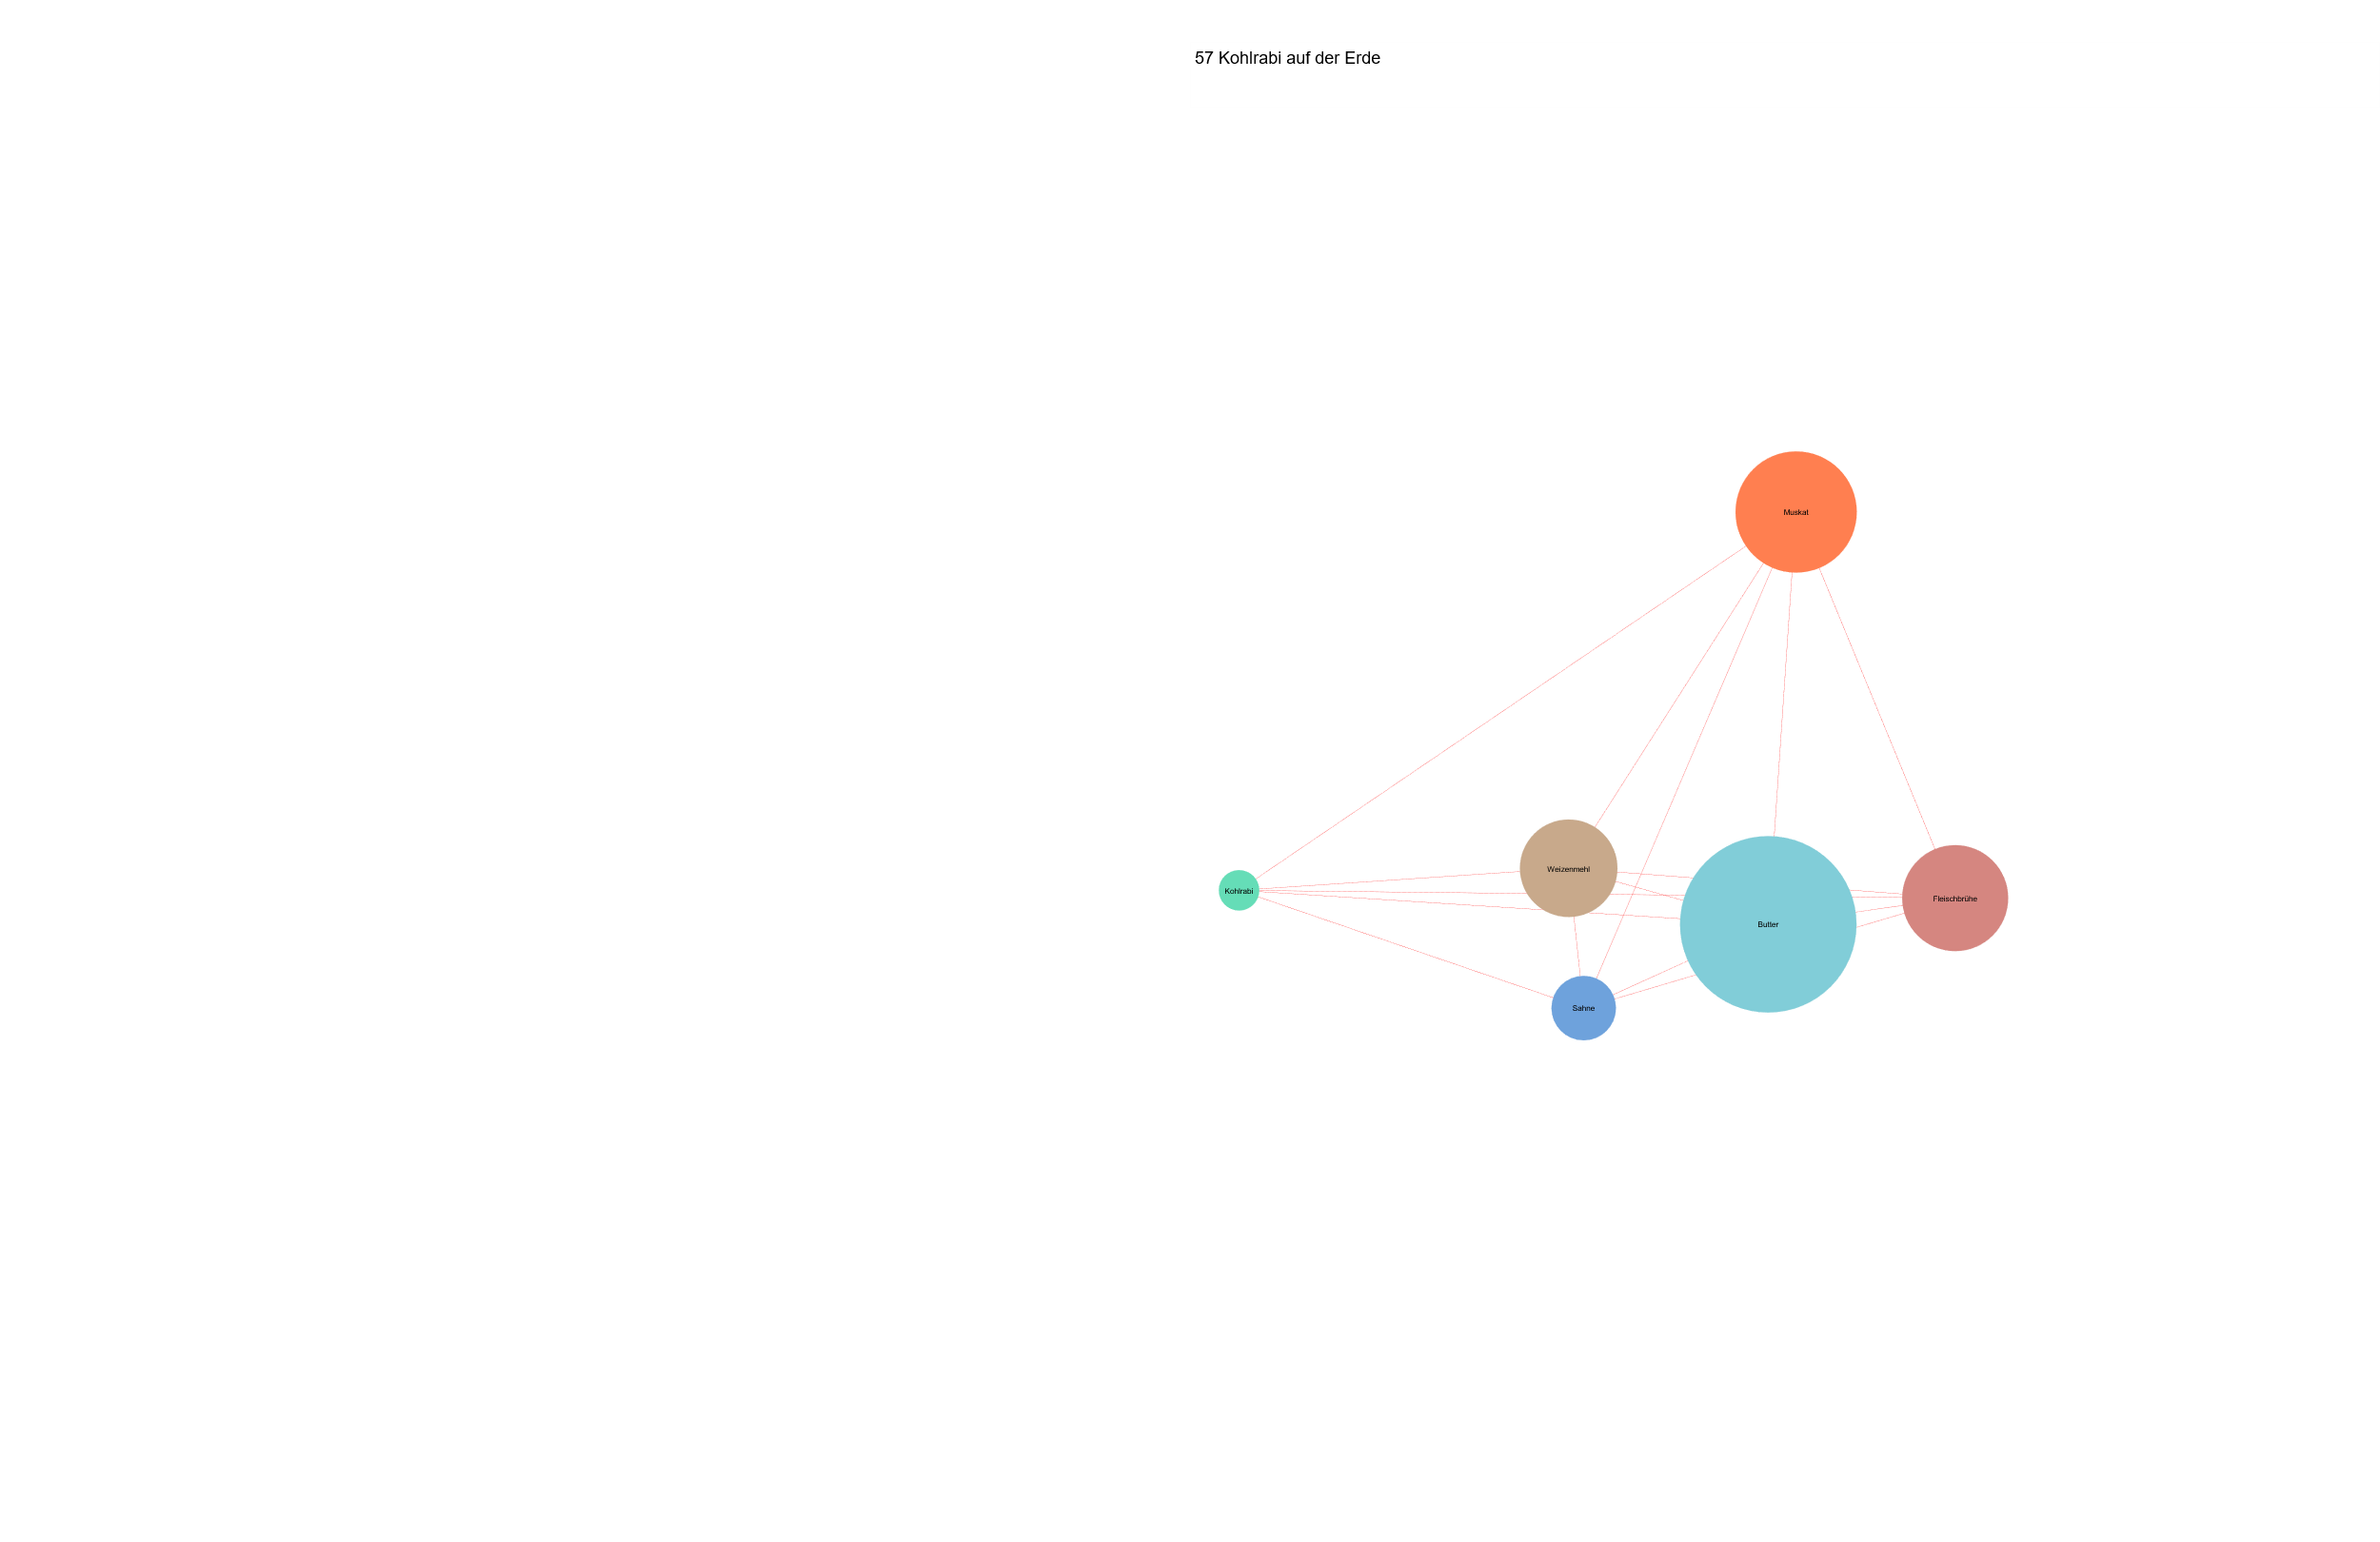 57 Kohlrabi auf der Erde
Muskat
Weizenmehl
Kohlrabi
Fleischbrühe
Butter
Sahne